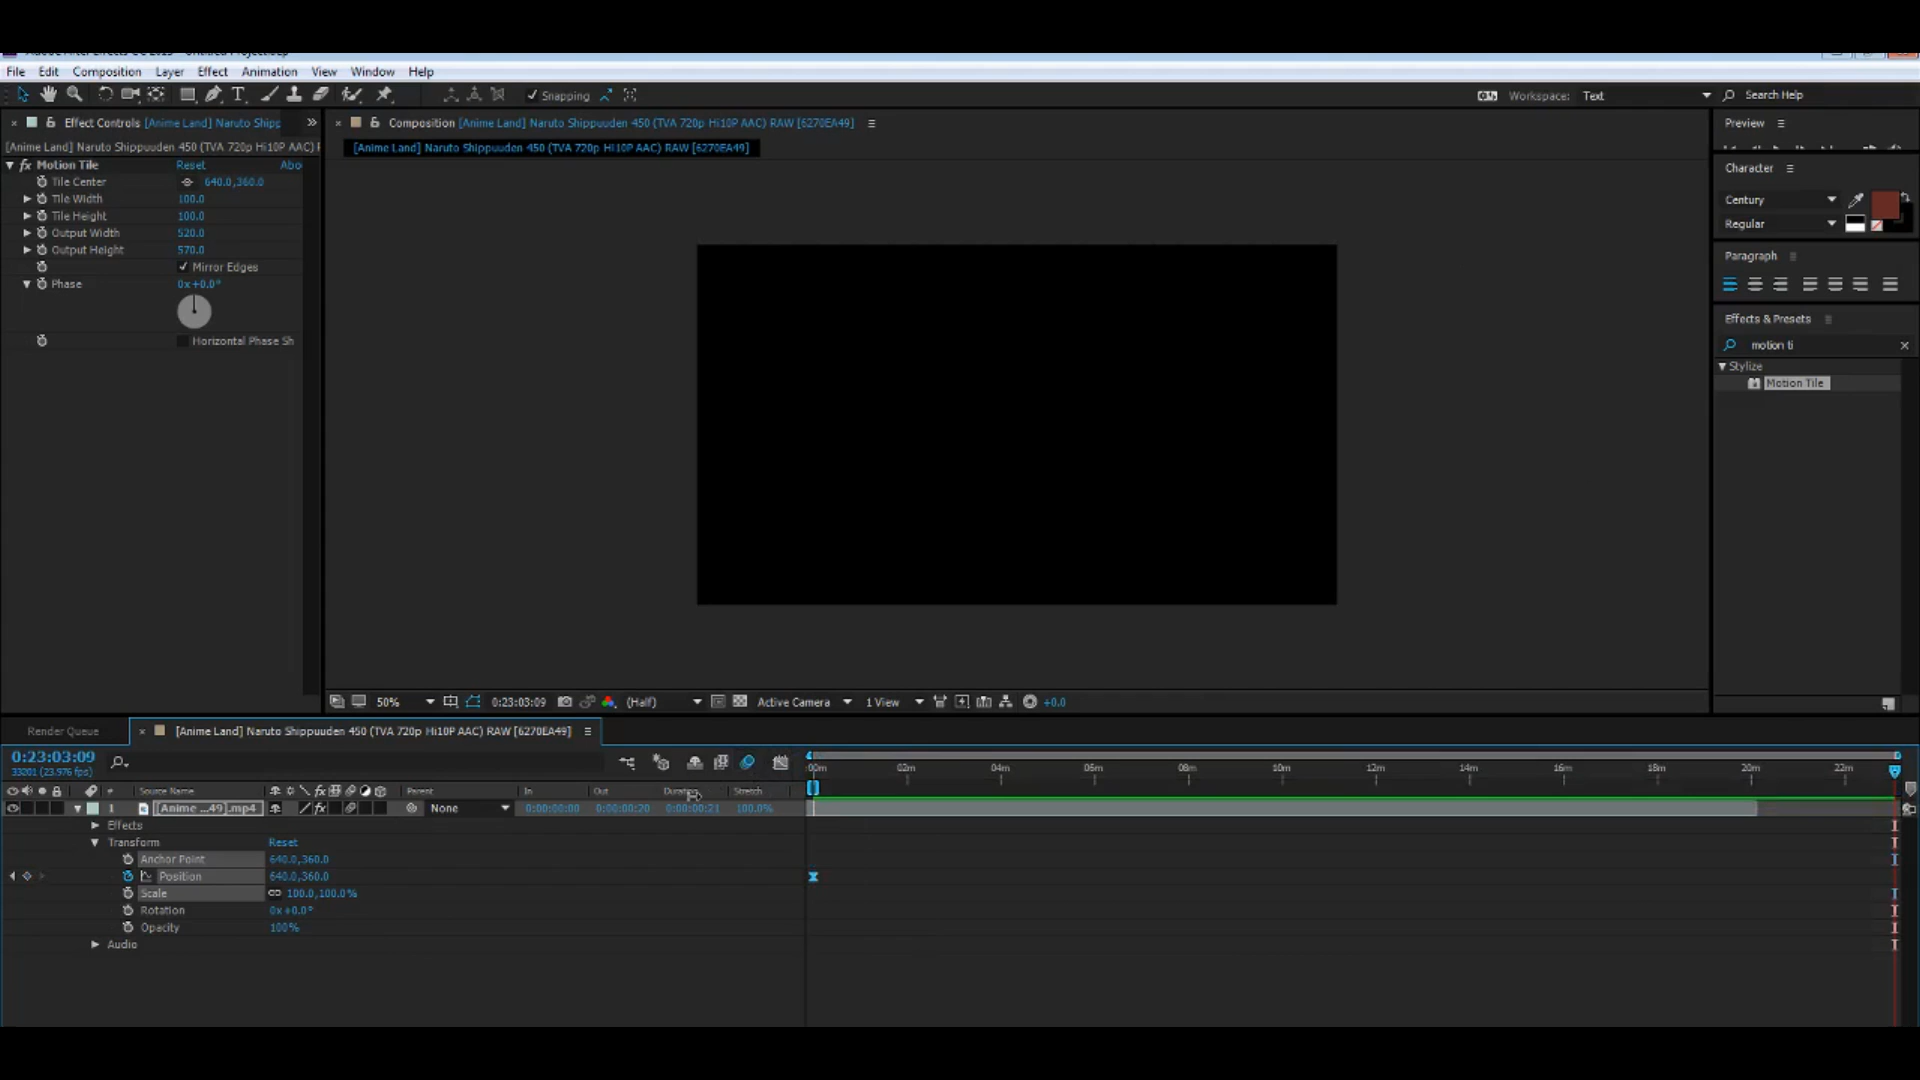 File Edit Composition Layer Effect Animation View Window Help
Snapping
Workspace: Text
Search Help
Effect Controls [Anime Land] Naruto Shipp
[Anime Land] Naruto Shippuuden 450 (TVA 720p Hi10P AAC)
Motion Tile Reset Abo
Tile Center 640.0,360.0
Tile Width 100.0
Tile Height 100.0
Output Width 520.0
Output Height 570.0
Mirror Edges
Phase 0x+0.0°
Horizontal Phase Sh
Composition [Anime Land] Naruto Shippuuden 450 (TVA 720p Hi10P AAC) RAW [6270EA49]
[Anime Land] Naruto Shippuuden 450 (TVA 720p Hi10P AAC) RAW [6270EA49]
50% 0:23:03:09 (Half) Active Camera 1 View +0.0
Preview
Character
Century
Regular
Paragraph
Effects & Presets
motion ti
Stylize
Motion Tile
Render Queue
[Anime Land] Naruto Shippuuden 450 (TVA 720p Hi10P AAC) RAW [6270EA49]
0:23:03:09
33201 (23.976 fps)
:00m 02m 04m 06m 08m 10m 12m 14m 16m 18m 20m 22m
# Source Name Parent In Out Duration Stretch
1 [Anime ...49].mp4 None 0:00:00:00 0:00:00:20 0:00:00:21 100.0%
Effects
Transform Reset
Anchor Point 640.0,360.0
Position 640.0,360.0
Scale 100.0,100.0%
Rotation 0x+0.0°
Opacity 100%
Audio